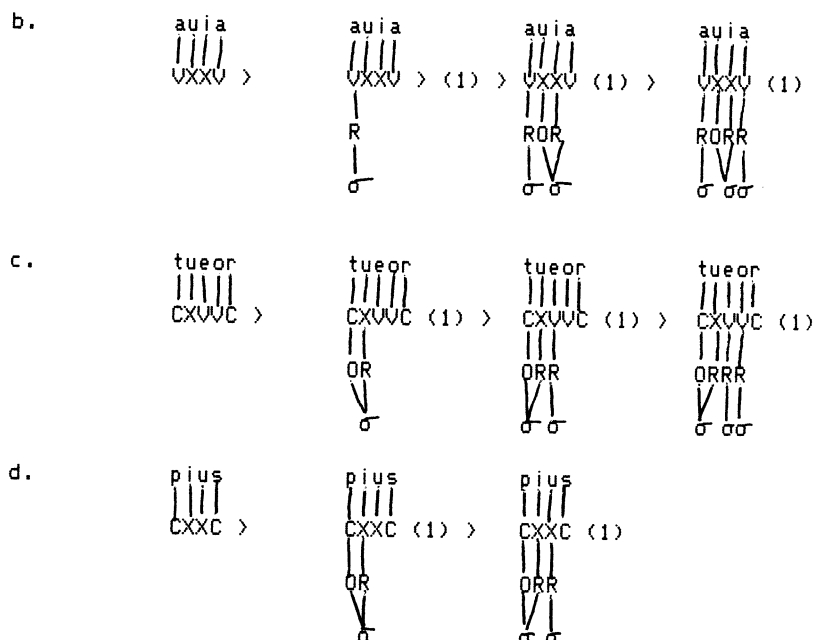 b. auia auia auia auia
VXXV > VXXV > (1) > VXXV (1) > VXXV (1)
R ROR RORR
σ σ σ σ σσ
c. tueor tueor tueor tueor
CXVVC > CXVVC (1) > CXVVC (1) > CXVVC (1)
OR ORR ORRR
σ σ σ σ σσ
d. pius pius pius
CXXC > CXXC (1) > CXXC (1)
OR ORR
σ σ σ